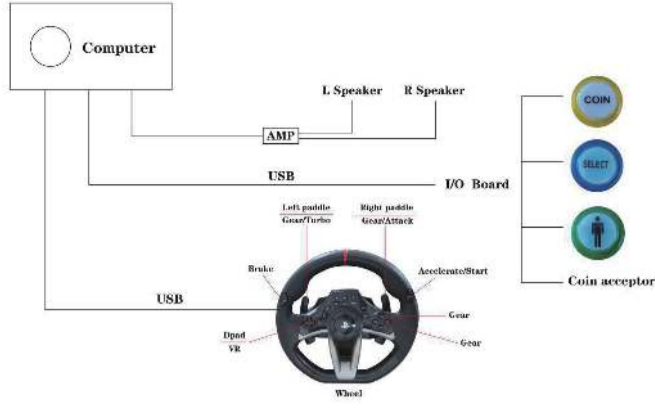 Computer
L Speaker
R Speaker
COIN
AMP
SELECT
USB
I/O Board
Left paddle
Gear/Turbo
Right paddle
Gear/Attack
Brake
Accelerate/Start
Coin acceptor
USB
Gear
Dpad
VR
Gear
Wheel